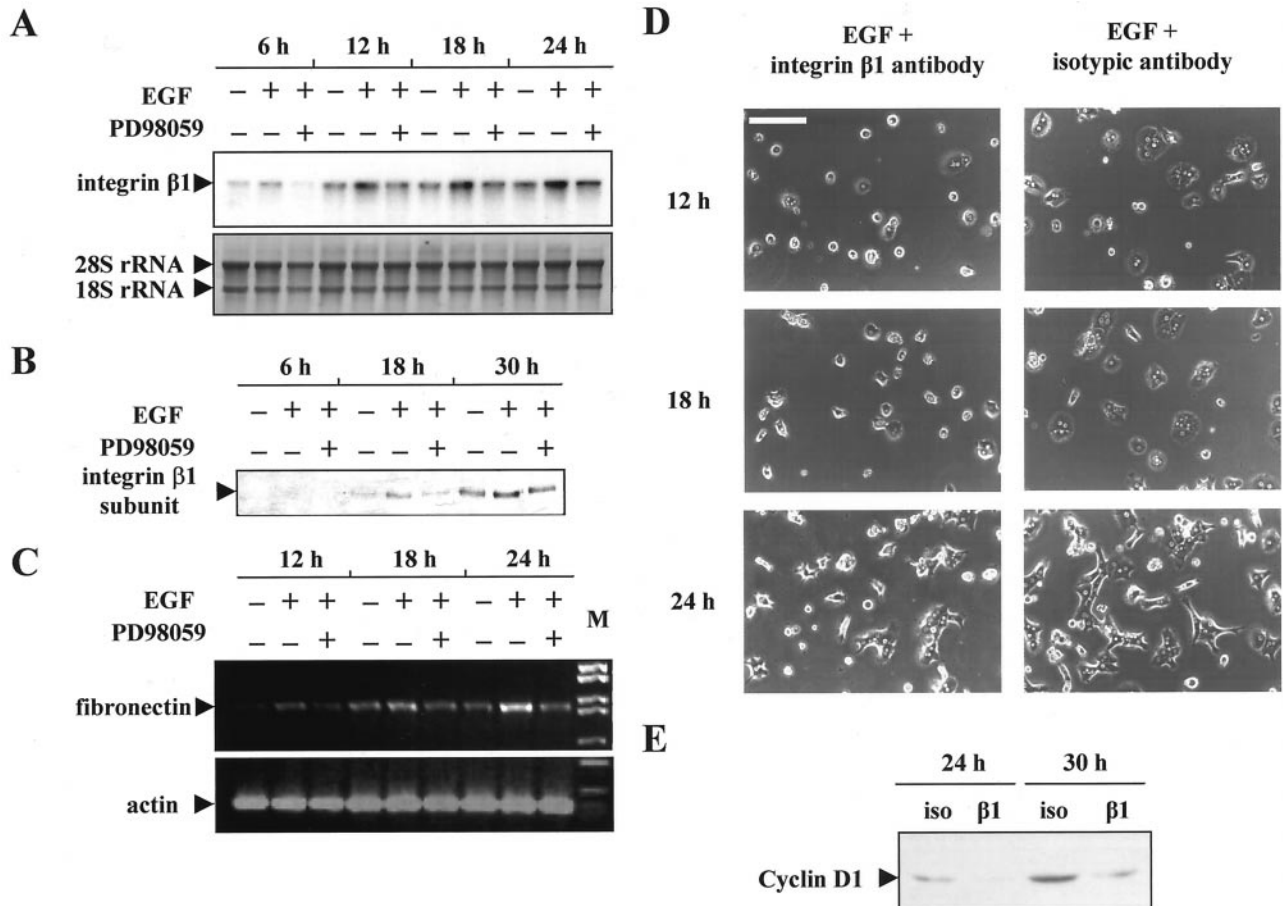 A
6 h 12 h 18 h 24 h
EGF – + + – + + – + + – + +
PD98059 – – + – – + – – + – – +
integrin β1
28S rRNA
18S rRNA
B
6 h 18 h 30 h
EGF – + + – + + – + +
PD98059 – – + – – + – – +
integrin β1
subunit
C
12 h 18 h 24 h
EGF – + + – + + – + + M
PD98059 – – + – – + – – +
fibronectin
actin
D
EGF +
integrin β1 antibody
EGF +
isotypic antibody
12 h
18 h
24 h
E
24 h 30 h
iso β1 iso β1
Cyclin D1